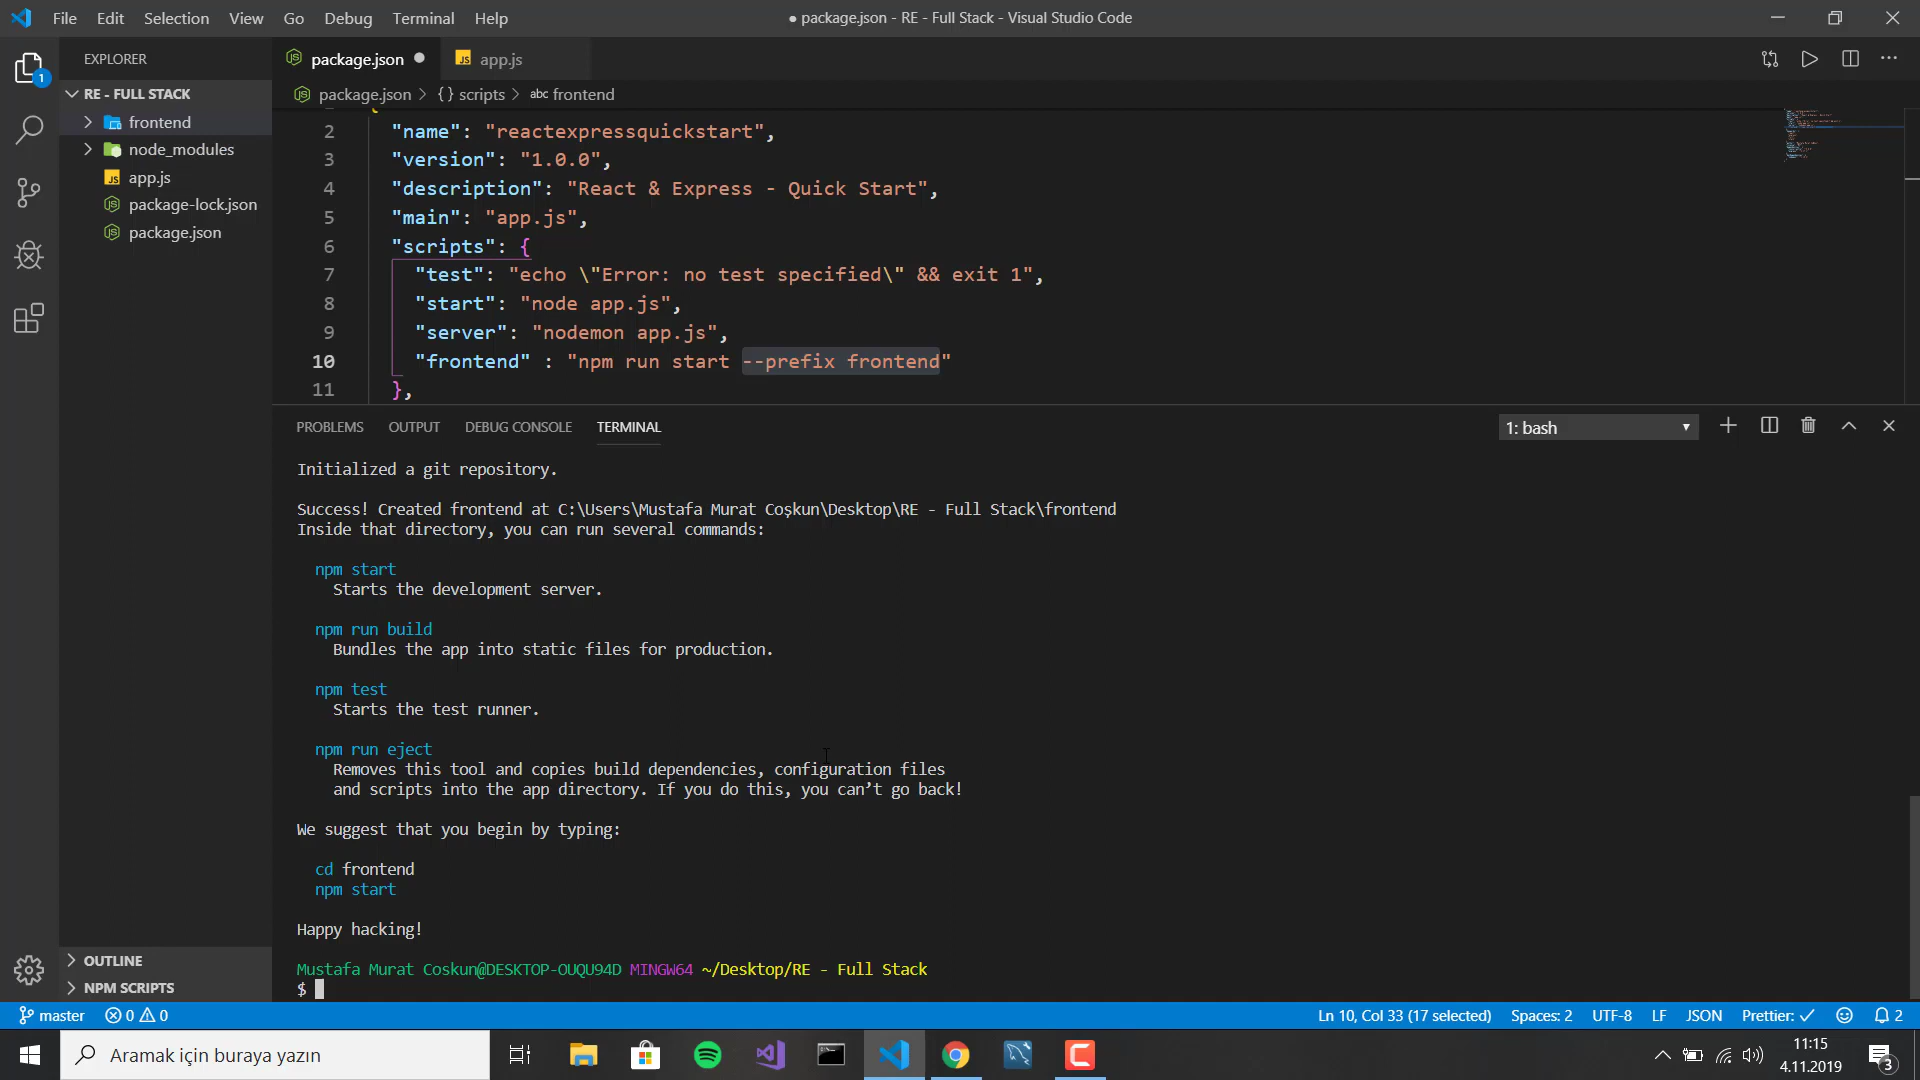 File Edit Selection View Go Debug Terminal Help
● package.json - RE - Full Stack - Visual Studio Code
EXPLORER
RE - FULL STACK
frontend
node_modules
JS app.js
package-lock.json
package.json
OUTLINE
NPM SCRIPTS
1
package.json ●
JS app.js
package.json > {} scripts > abc frontend
2 "name": "reactexpressquickstart",
3 "version": "1.0.0",
4 "description": "React & Express - Quick Start",
5 "main": "app.js",
6 "scripts": {
7 "test": "echo \"Error: no test specified\" && exit 1",
8 "start": "node app.js",
9 "server": "nodemon app.js",
10 "frontend" : "npm run start --prefix frontend"
11 },
PROBLEMS OUTPUT DEBUG CONSOLE TERMINAL
1: bash
Initialized a git repository.
Success! Created frontend at C:\Users\Mustafa Murat Coşkun\Desktop\RE - Full Stack\frontend
Inside that directory, you can run several commands:
npm start
Starts the development server.
npm run build
Bundles the app into static files for production.
npm test
Starts the test runner.
npm run eject
Removes this tool and copies build dependencies, configuration files
and scripts into the app directory. If you do this, you can’t go back!
We suggest that you begin by typing:
cd frontend
npm start
Happy hacking!
Mustafa Murat Coskun@DESKTOP-OUQU94D MINGW64 ~/Desktop/RE - Full Stack
$
master 0 0
Ln 10, Col 33 (17 selected) Spaces: 2 UTF-8 LF JSON Prettier: ✓ 2
Aramak için buraya yazın
11:15
4.11.2019
3